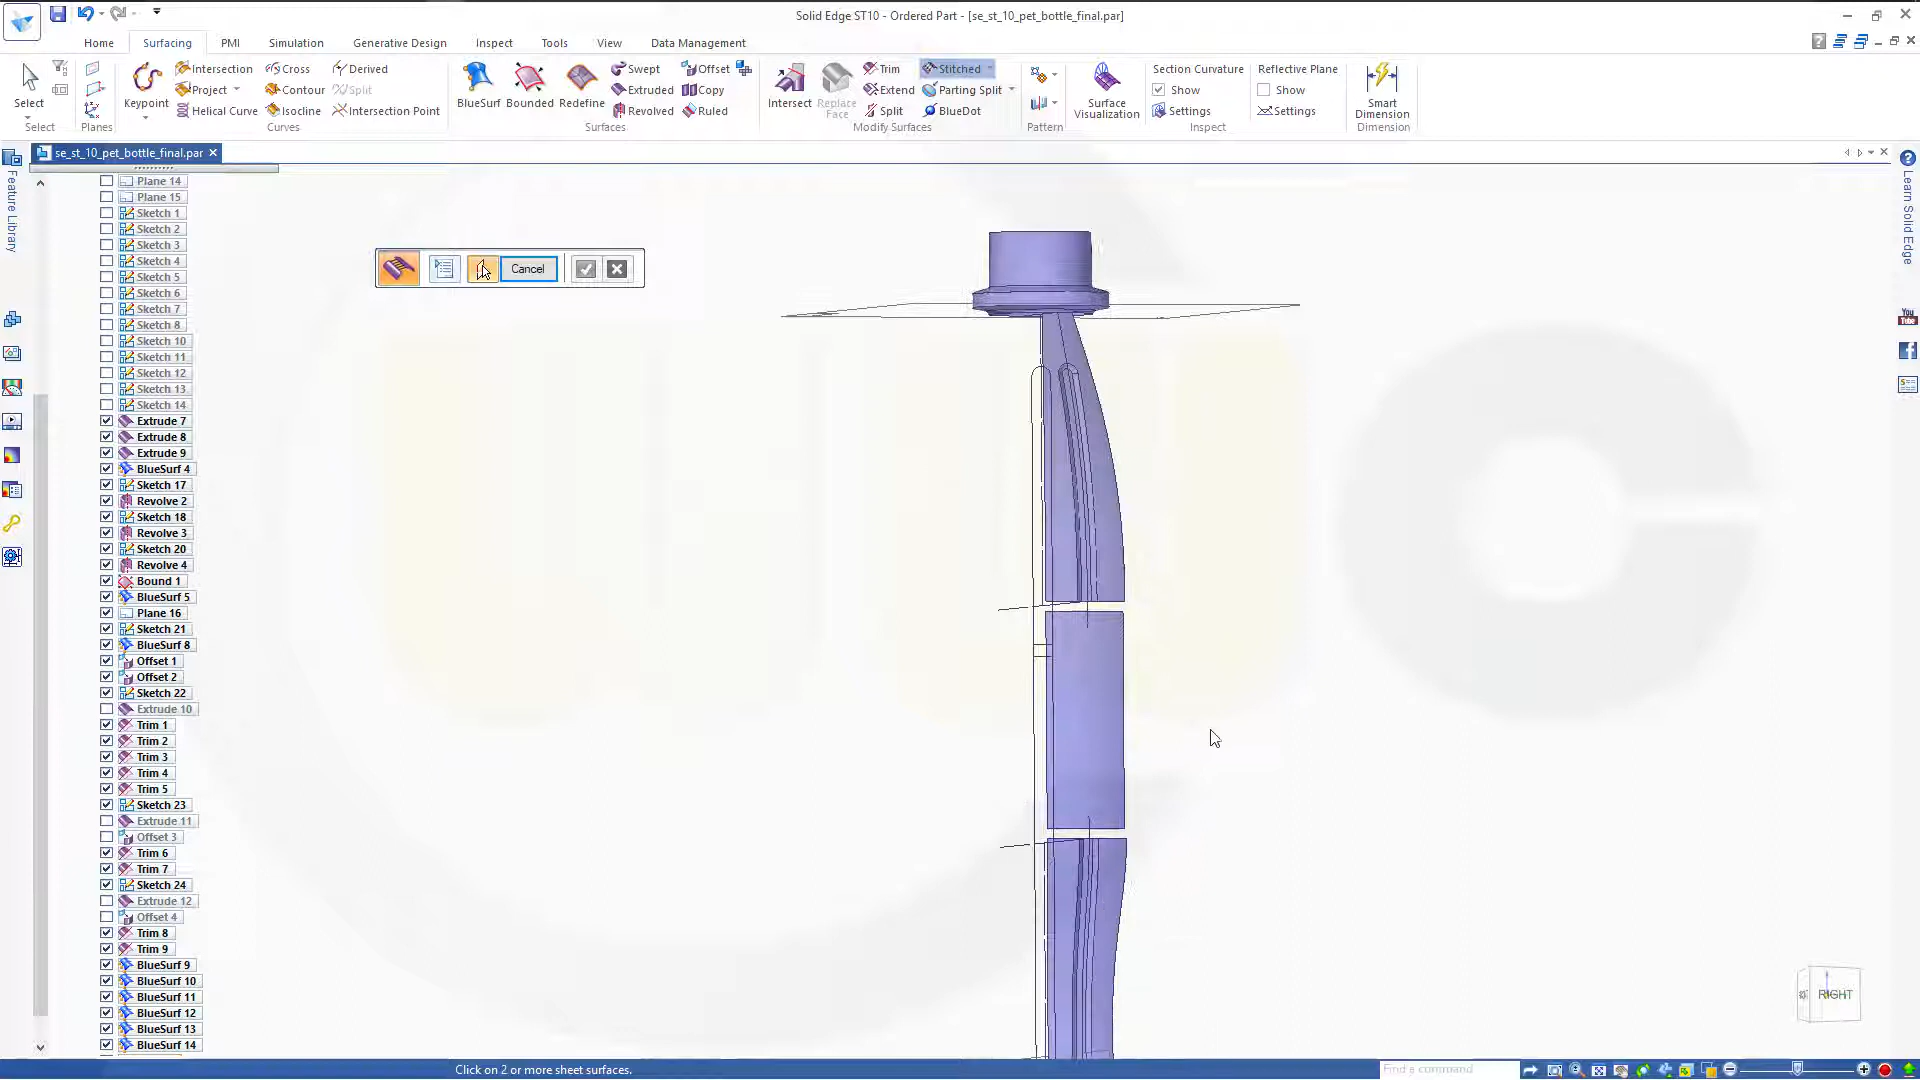 Solid Edge ST10 - Ordered Part - [se_st_10_pet_bottle_final.par]
Home Surfacing PMI Simulation Generative Design Inspect Tools View Data Management
Select
Select
Planes
Keypoint
Intersection
Project
Helical Curve
Cross
Contour
Isocline
Derived
Split
Intersection Point
Curves
BlueSurf
Bounded
Redefine
Swept
Extruded
Revolved
Offset
Copy
Ruled
Surfaces
Intersect
Replace
Face
Trim
Extend
Split
Stitched
Parting Split
BlueDot
Modify Surfaces
Pattern
Surface
Visualization
Section Curvature
Show
Settings
Reflective Plane
Show
Settings
Inspect
Smart
Dimension
Dimension
se_st_10_pet_bottle_final.par
Feature Library
Learn Solid Edge
You
Tube
Plane 14
Plane 15
Sketch 1
Sketch 2
Sketch 3
Sketch 4
Sketch 5
Sketch 6
Sketch 7
Sketch 8
Sketch 10
Sketch 11
Sketch 12
Sketch 13
Sketch 14
Extrude 7
Extrude 8
Extrude 9
BlueSurf 4
Sketch 17
Revolve 2
Sketch 18
Revolve 3
Sketch 20
Revolve 4
Bound 1
BlueSurf 5
Plane 16
Sketch 21
BlueSurf 8
Offset 1
Offset 2
Sketch 22
Extrude 10
Trim 1
Trim 2
Trim 3
Trim 4
Trim 5
Sketch 23
Extrude 11
Offset 3
Trim 6
Trim 7
Sketch 24
Extrude 12
Offset 4
Trim 8
Trim 9
BlueSurf 9
BlueSurf 10
BlueSurf 11
BlueSurf 12
BlueSurf 13
BlueSurf 14
Cancel
RIGHT
Click on 2 or more sheet surfaces.
Find a command